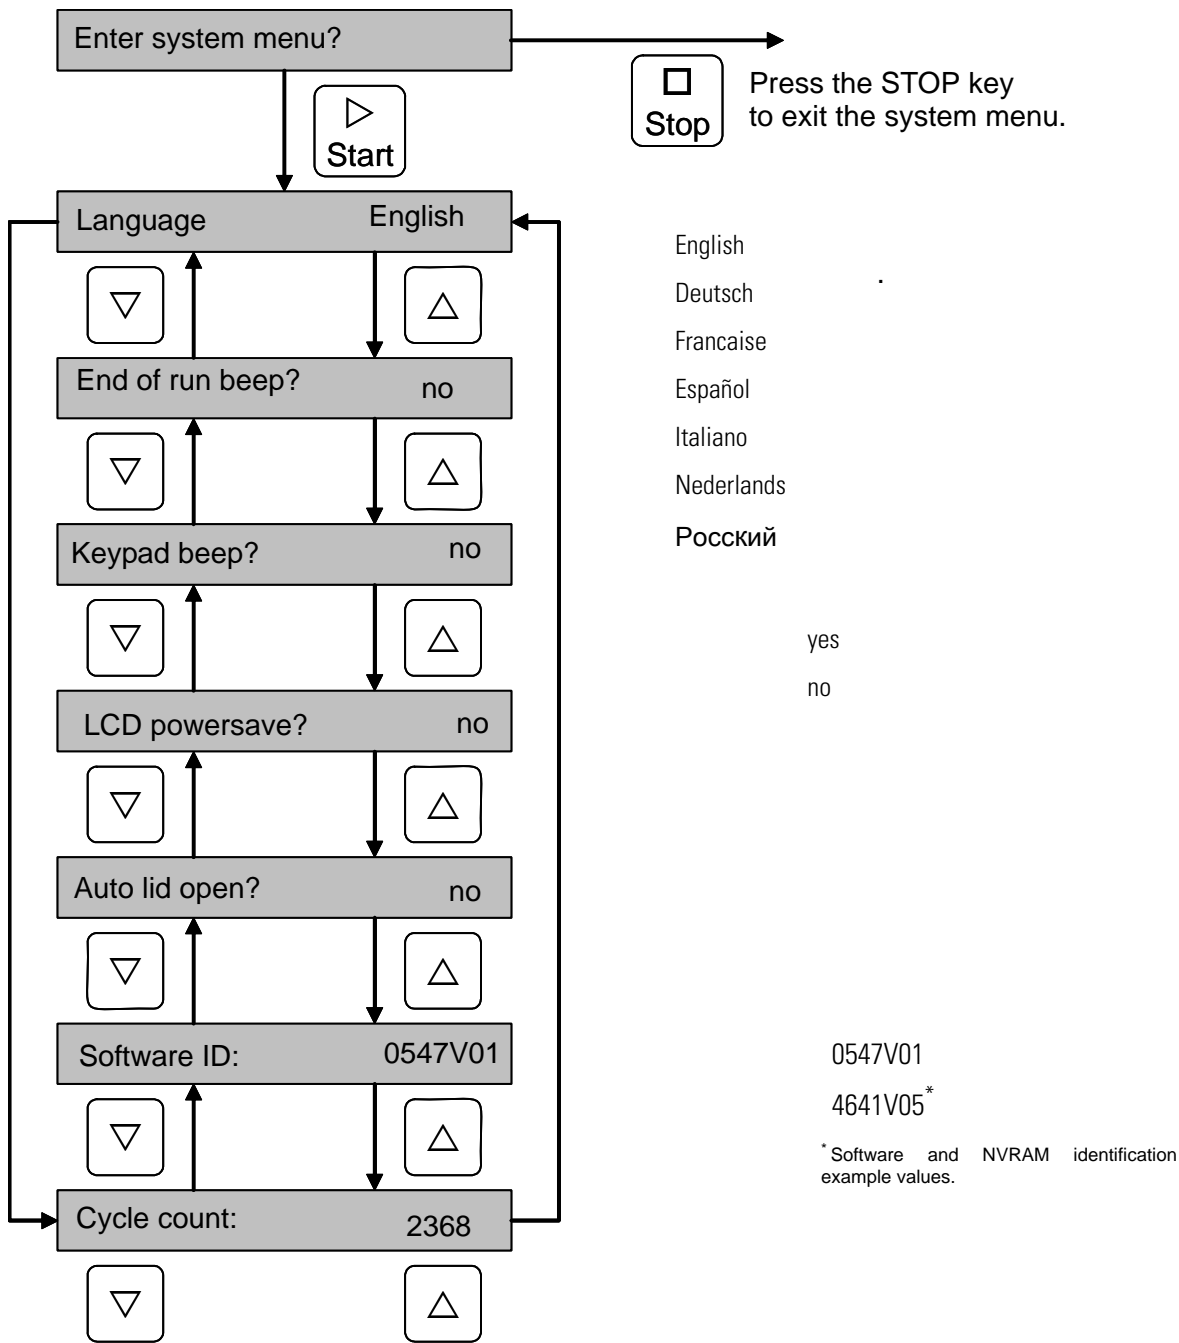 Enter system menu?
Start
Stop
Press the STOP key
to exit the system menu.
Language English
End of run beep? no
Keypad beep? no
LCD powersave? no
Auto lid open? no
Software ID: 0547V01
Cycle count: 2368
English
Deutsch
Francaise
Español
Italiano
Nederlands
Росский
yes
no
0547V01
4641V05*
* Software and NVRAM identification
example values.